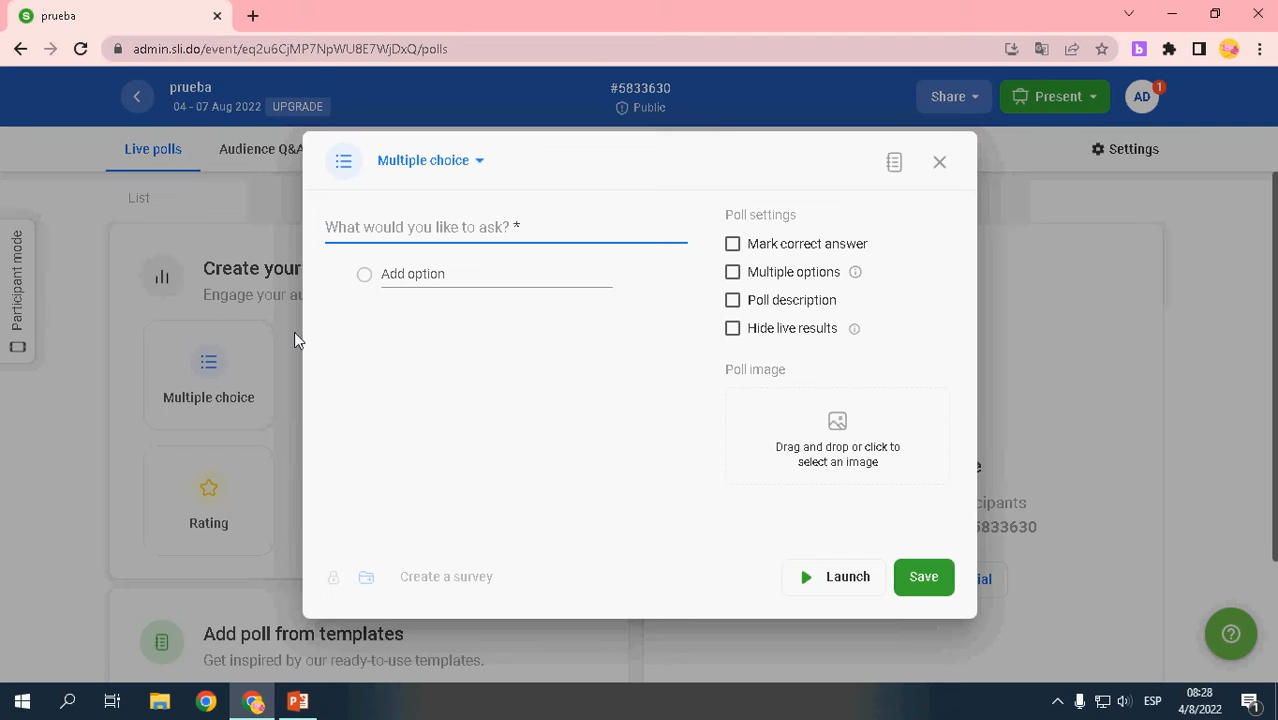 prueba
admin.sli.do/event/eq2u6CjMP7NpWU8E7WjDxQ/polls
prueba
04 - 07 Aug 2022 UPGRADE
#5833630
Public
Share
Present
AD
1
Live polls
Audience Q&A
Settings
List
Participant mode
Create your
Engage your au
Multiple choice
Rating
Add poll from templates
Get inspired by our ready-to-use templates.
Multiple choice
What would you like to ask? *
Add option
Poll settings
Mark correct answer
Multiple options
Poll description
Hide live results
Poll image
Drag and drop or click to
select an image
Create a survey
Launch
Save
e
icipants
5833630
ial
ESP
08:28
4/8/2022
1